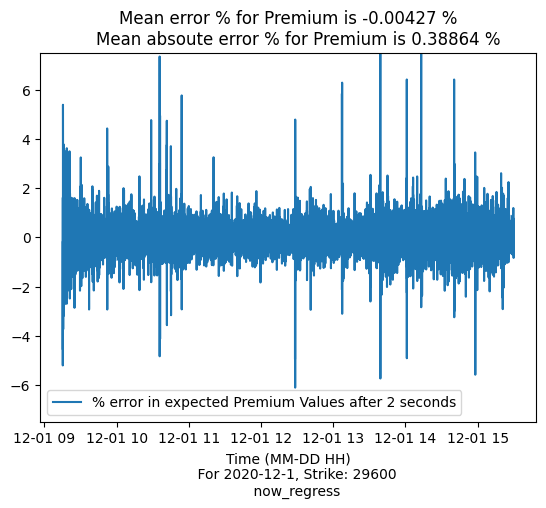 Mean error % for Premium is -0.00427 %
Mean absoute error % for Premium is 0.38864 %
6
4
2
0
−2
−4
−6
% error in expected Premium Values after 2 seconds
12-01 09 12-01 10 12-01 11 12-01 12 12-01 13 12-01 14 12-01 15
Time (MM-DD HH)
For 2020-12-1, Strike: 29600
now_regress